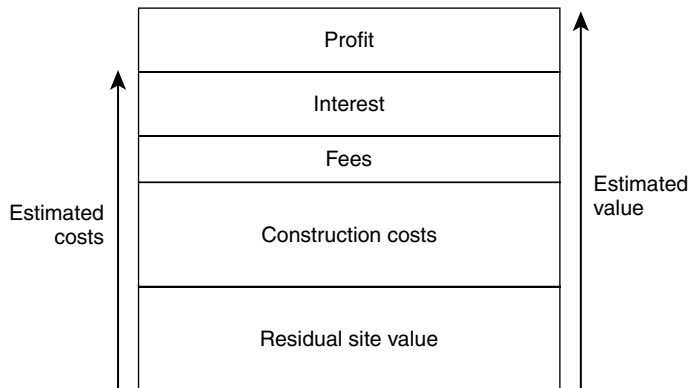 Profit
Interest
Fees
Estimated
value
Estimated
costs
Construction costs
Residual site value